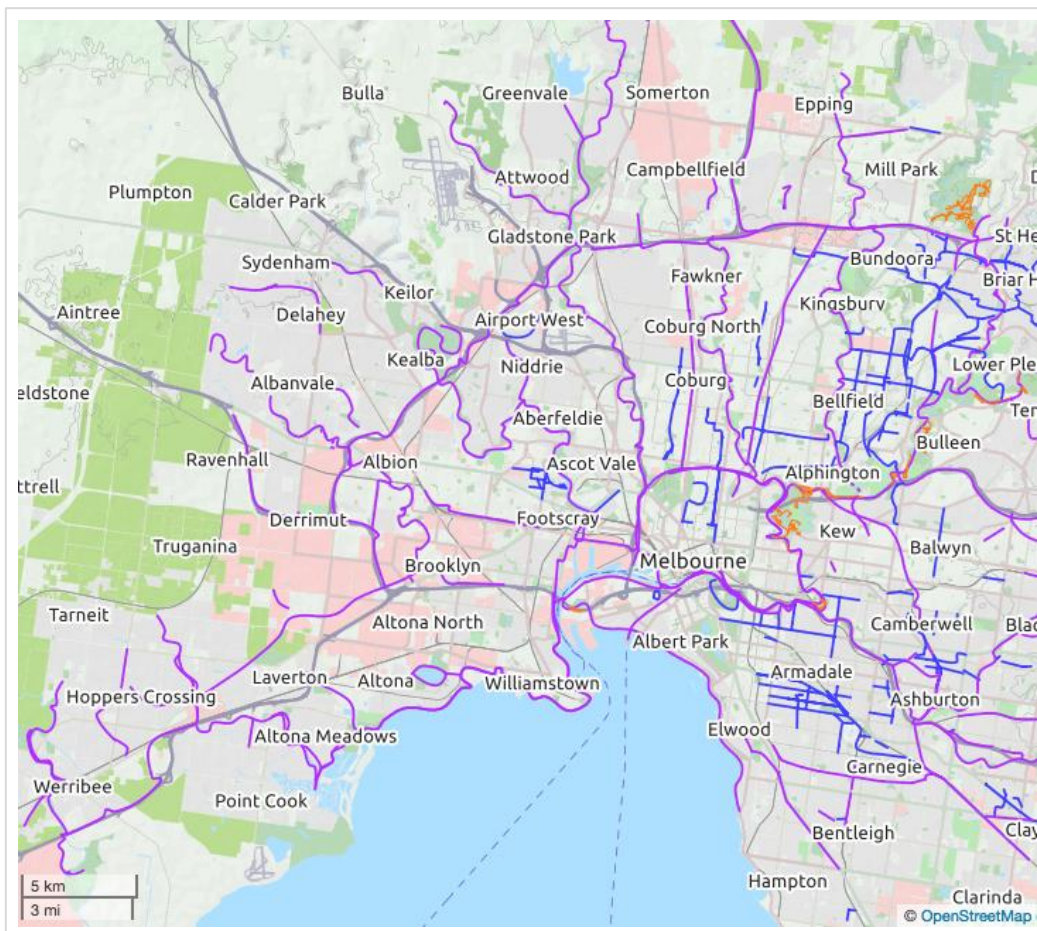 Bulla
Greenvale
Somerton
Epping
Attwood
Campbellfield
Mill Park
Plumpton
Calder Park
Gladstone Park
St He
Sydenham
Bundoora
Keilor
Fawkner
Briar H
Aintree
Delahey
Airport West
Coburg North
Kingsbury
Kealba
Niddrie
Lower Ple
eldstone
Albanvale
Coburg
Bellfield
Aberfeldie
Bulleen
Ter
Ravenhall
Albion
Ascot Vale
Alphington
ttrell
Derrimut
Footscray
Kew
Truganina
Brooklyn
Melbourne
Balwyn
Tarneit
Altona North
Albert Park
Camberwell
Blac
Hoppers Crossing
Laverton
Altona
Williamstown
Armadale
Ashburton
Altona Meadows
Elwood
Werribee
Point Cook
Carnegie
Bentleigh
Clay
Hampton
5 km
3 mi
Clarinda
© OpenStreetMap